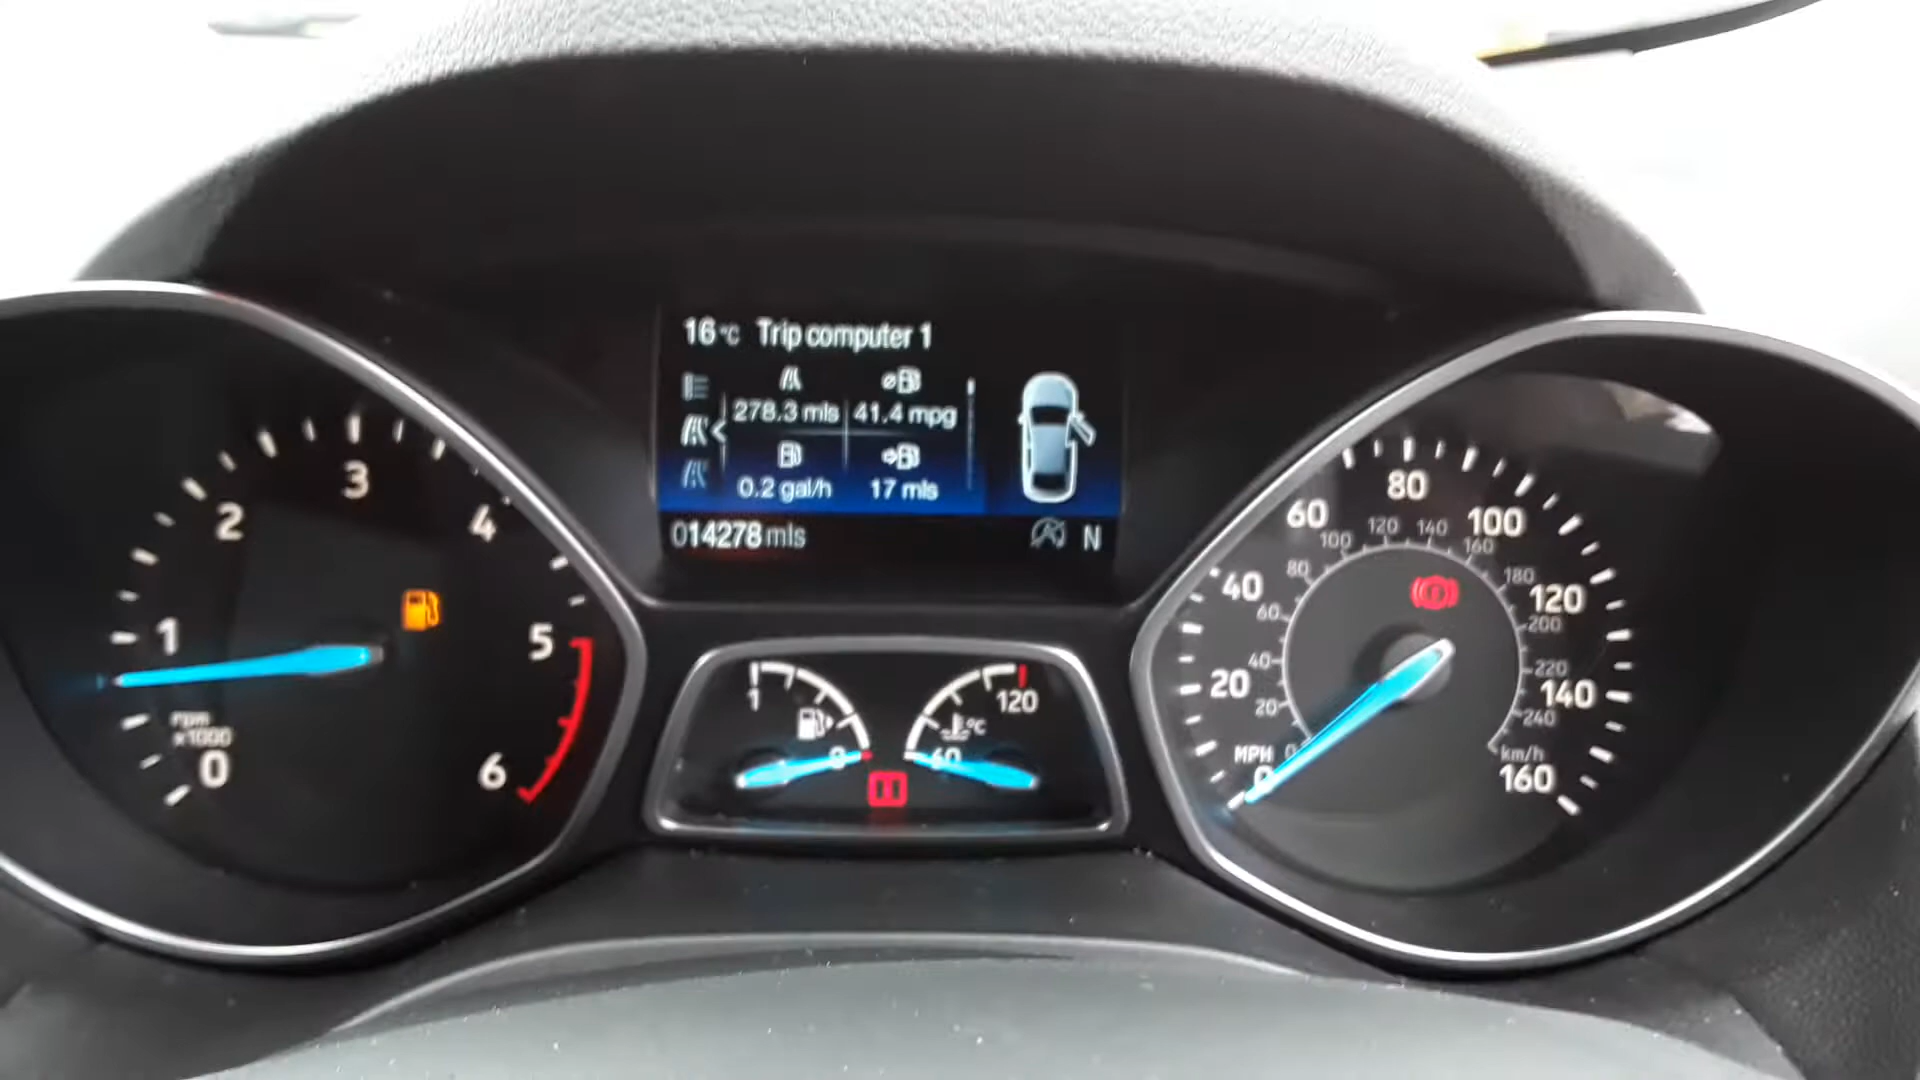 16°C Trip computer 1
278.3 mls 41.4 mpg
0.2 gal/h 17 mls
014278 mls N
0 1 2 3 4 5 6
rpm
x1000
1 0
60 120
°C
0 20 40 60 80 100 120 140 160
MPH
0 20 40 60 80 100 120 140 160 180 200 220 240
km/h